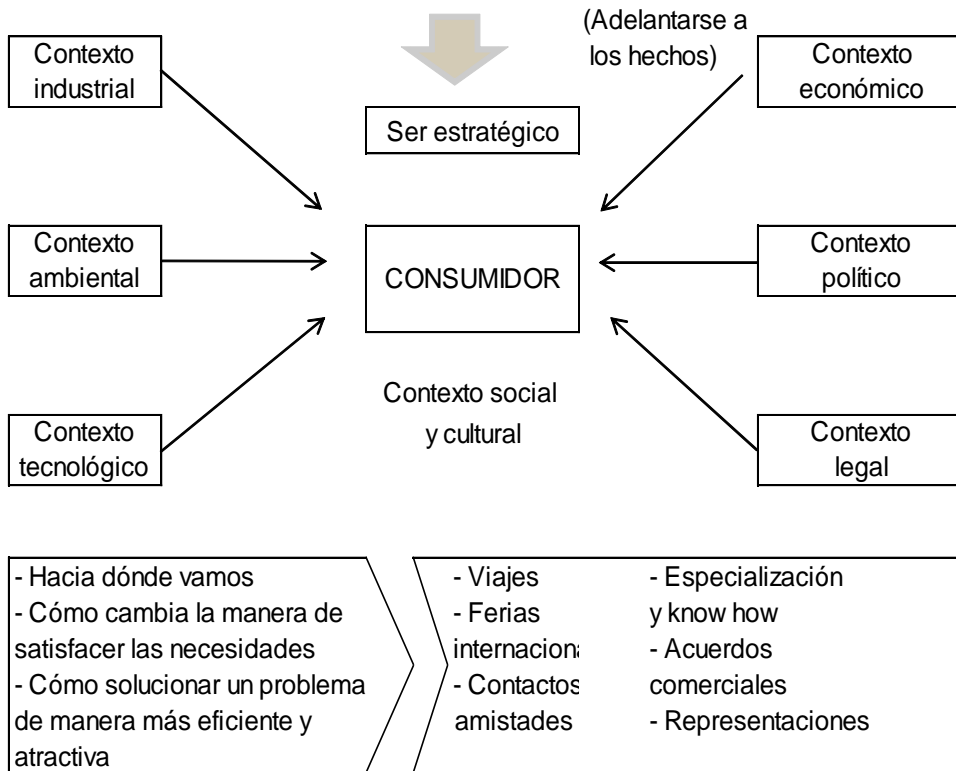 (Adelantarse a
los hechos)
Contexto
industrial
Ser estratégico
Contexto
económico
Contexto
ambiental
CONSUMIDOR
Contexto
político
Contexto social
y cultural
Contexto
tecnológico
Contexto
legal
- Hacia dónde vamos
- Cómo cambia la manera de
satisfacer las necesidades
- Cómo solucionar un problema
de manera más eficiente y
atractiva
- Viajes
- Ferias
- Contactos
amistades
- Especialización
y know how
- Acuerdos
comerciales
- Representaciones